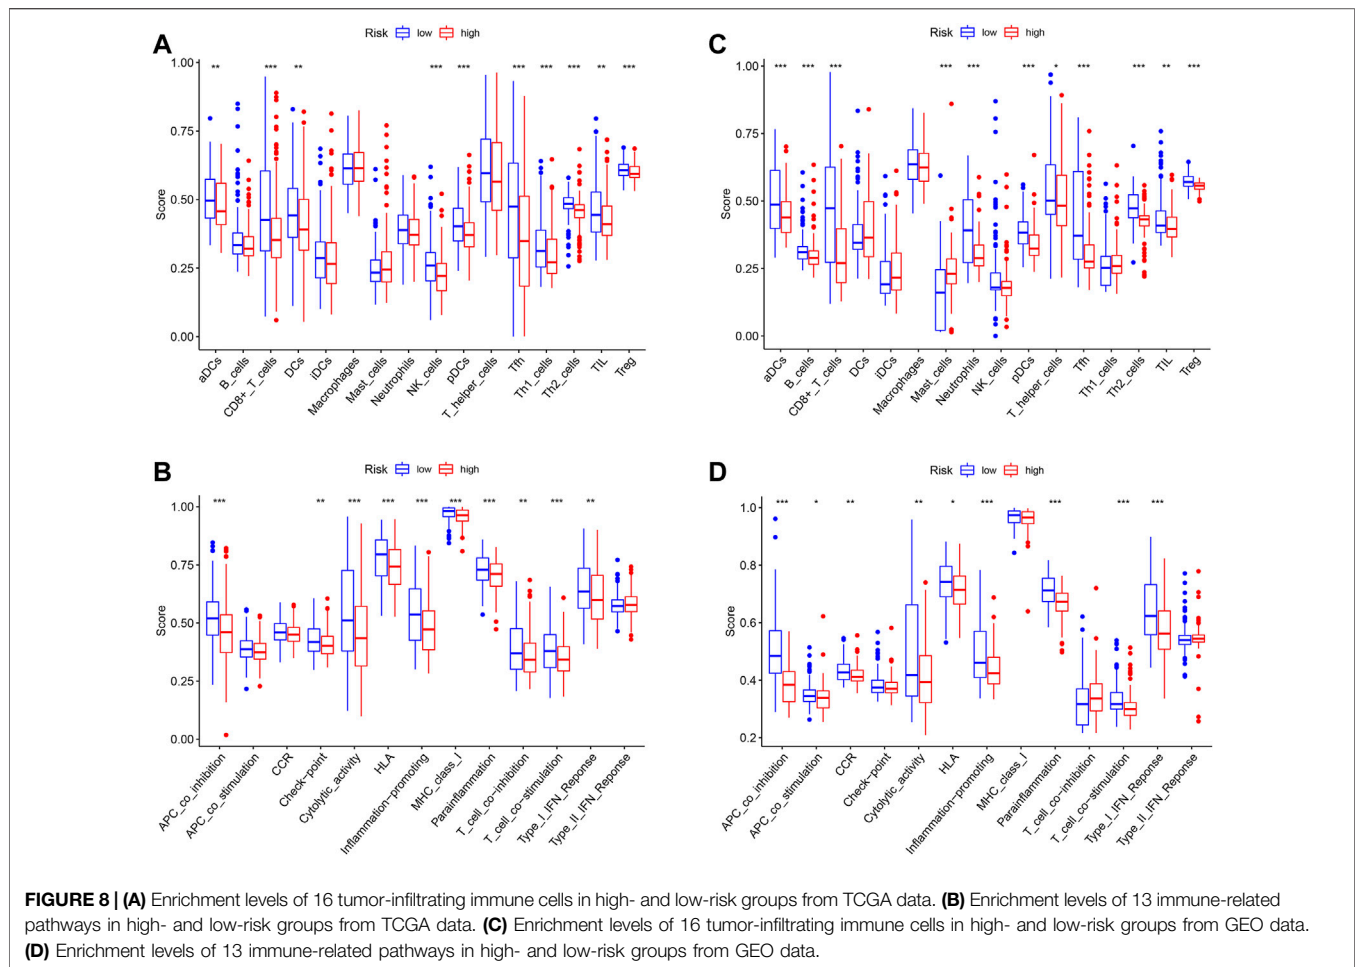 A
Risk low high
** *** ** *** *** *** *** *** ** ***
1.00
0.75
0.50
0.25
0.00
Score
aDCs
B_cells
CD8+_T_cells
DCs
iDCs
Macrophages
Mast_cells
Neutrophils
NK_cells
pDCs
T_helper_cells
Tfh
Th1_cells
Th2_cells
TIL
Treg
C
Risk low high
*** *** *** *** *** *** * *** *** ** ***
1.00
0.75
0.50
0.25
0.00
Score
aDCs
B_cells
CD8+_T_cells
DCs
iDCs
Macrophages
Mast_cells
Neutrophils
NK_cells
pDCs
T_helper_cells
Tfh
Th1_cells
Th2_cells
TIL
Treg
B
Risk low high
*** ** *** *** *** *** *** ** *** **
1.00
0.75
0.50
0.25
0.00
Score
APC_co_inhibition
APC_co_stimulation
CCR
Check-point
Cytolytic_activity
HLA
Inflammation-promoting
MHC_class_I
Parainflammation
T_cell_co-inhibition
T_cell_co-stimulation
Type_I_IFN_Reponse
Type_II_IFN_Reponse
D
Risk low high
*** * ** ** * *** *** *** ***
1.0
0.8
0.6
0.4
0.2
Score
APC_co_inhibition
APC_co_stimulation
CCR
Check-point
Cytolytic_activity
HLA
Inflammation-promoting
MHC_class_I
Parainflammation
T_cell_co-inhibition
T_cell_co-stimulation
Type_I_IFN_Reponse
Type_II_IFN_Reponse
FIGURE 8 | (A) Enrichment levels of 16 tumor-infiltrating immune cells in high- and low-risk groups from TCGA data. (B) Enrichment levels of 13 immune-related
pathways in high- and low-risk groups from TCGA data. (C) Enrichment levels of 16 tumor-infiltrating immune cells in high- and low-risk groups from GEO data.
(D) Enrichment levels of 13 immune-related pathways in high- and low-risk groups from GEO data.